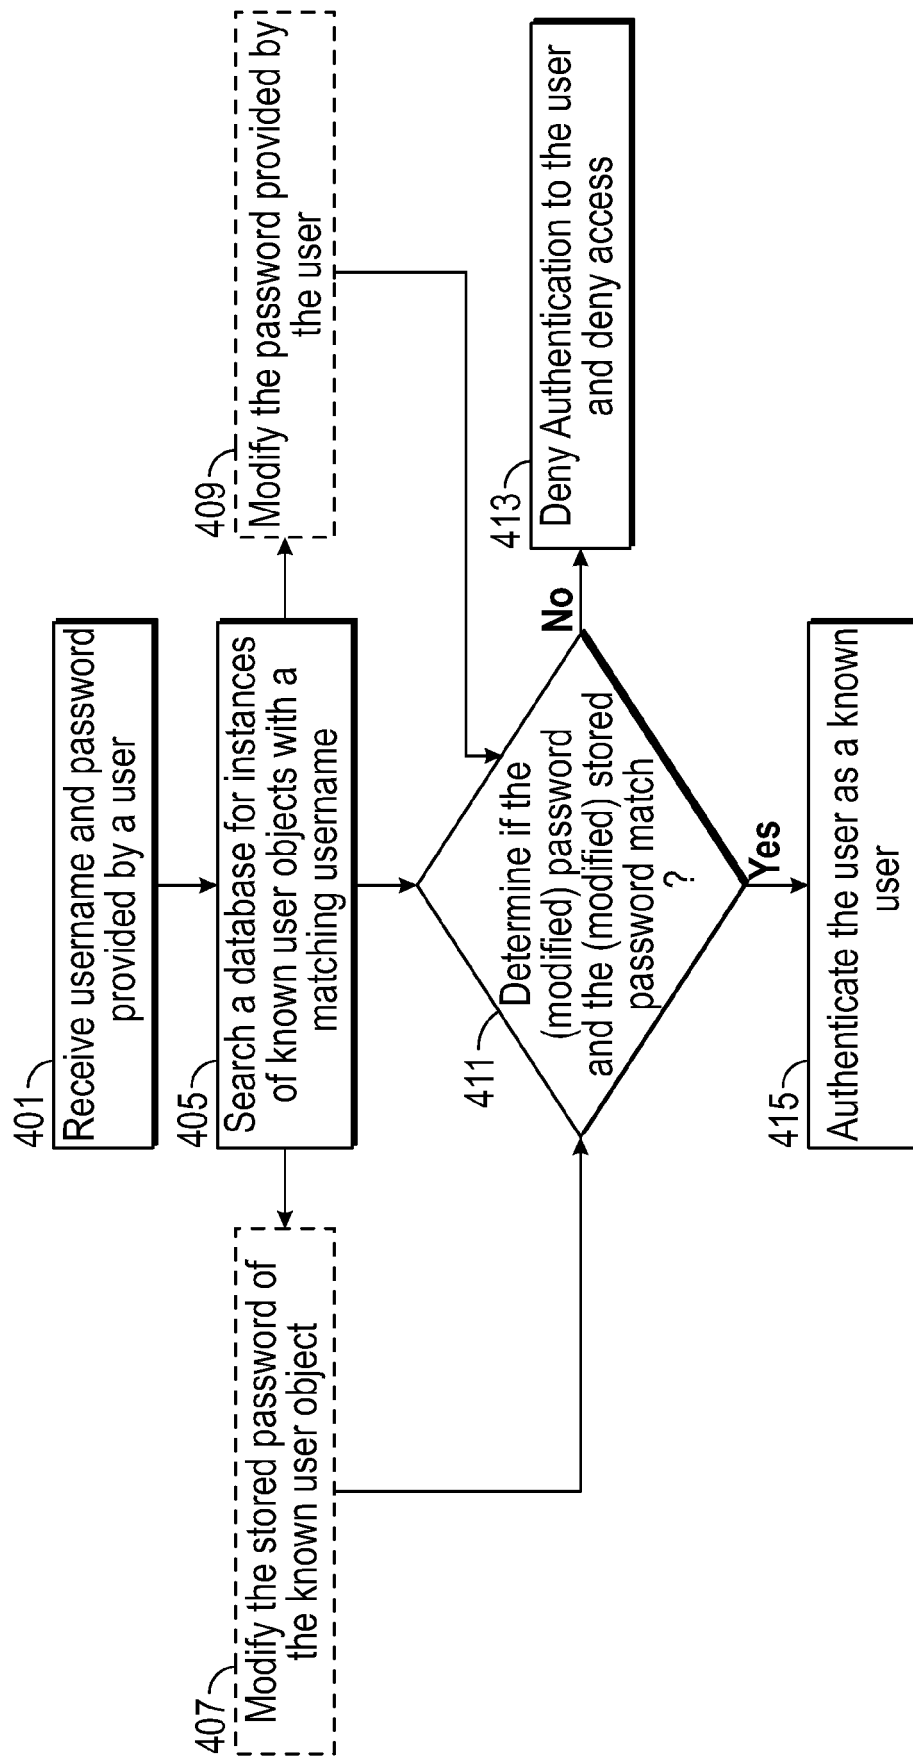 401
Receive username and password
provided by a user
405
Search a database for instances
of known user objects with a
matching username
407
Modify the stored password of
the known user object
409
Modify the password provided by
the user
411
Determine if the
(modified) password
and the (modified) stored
password match
?
No
413
Deny Authentication to the user
and deny access
Yes
415
Authenticate the user as a known
user